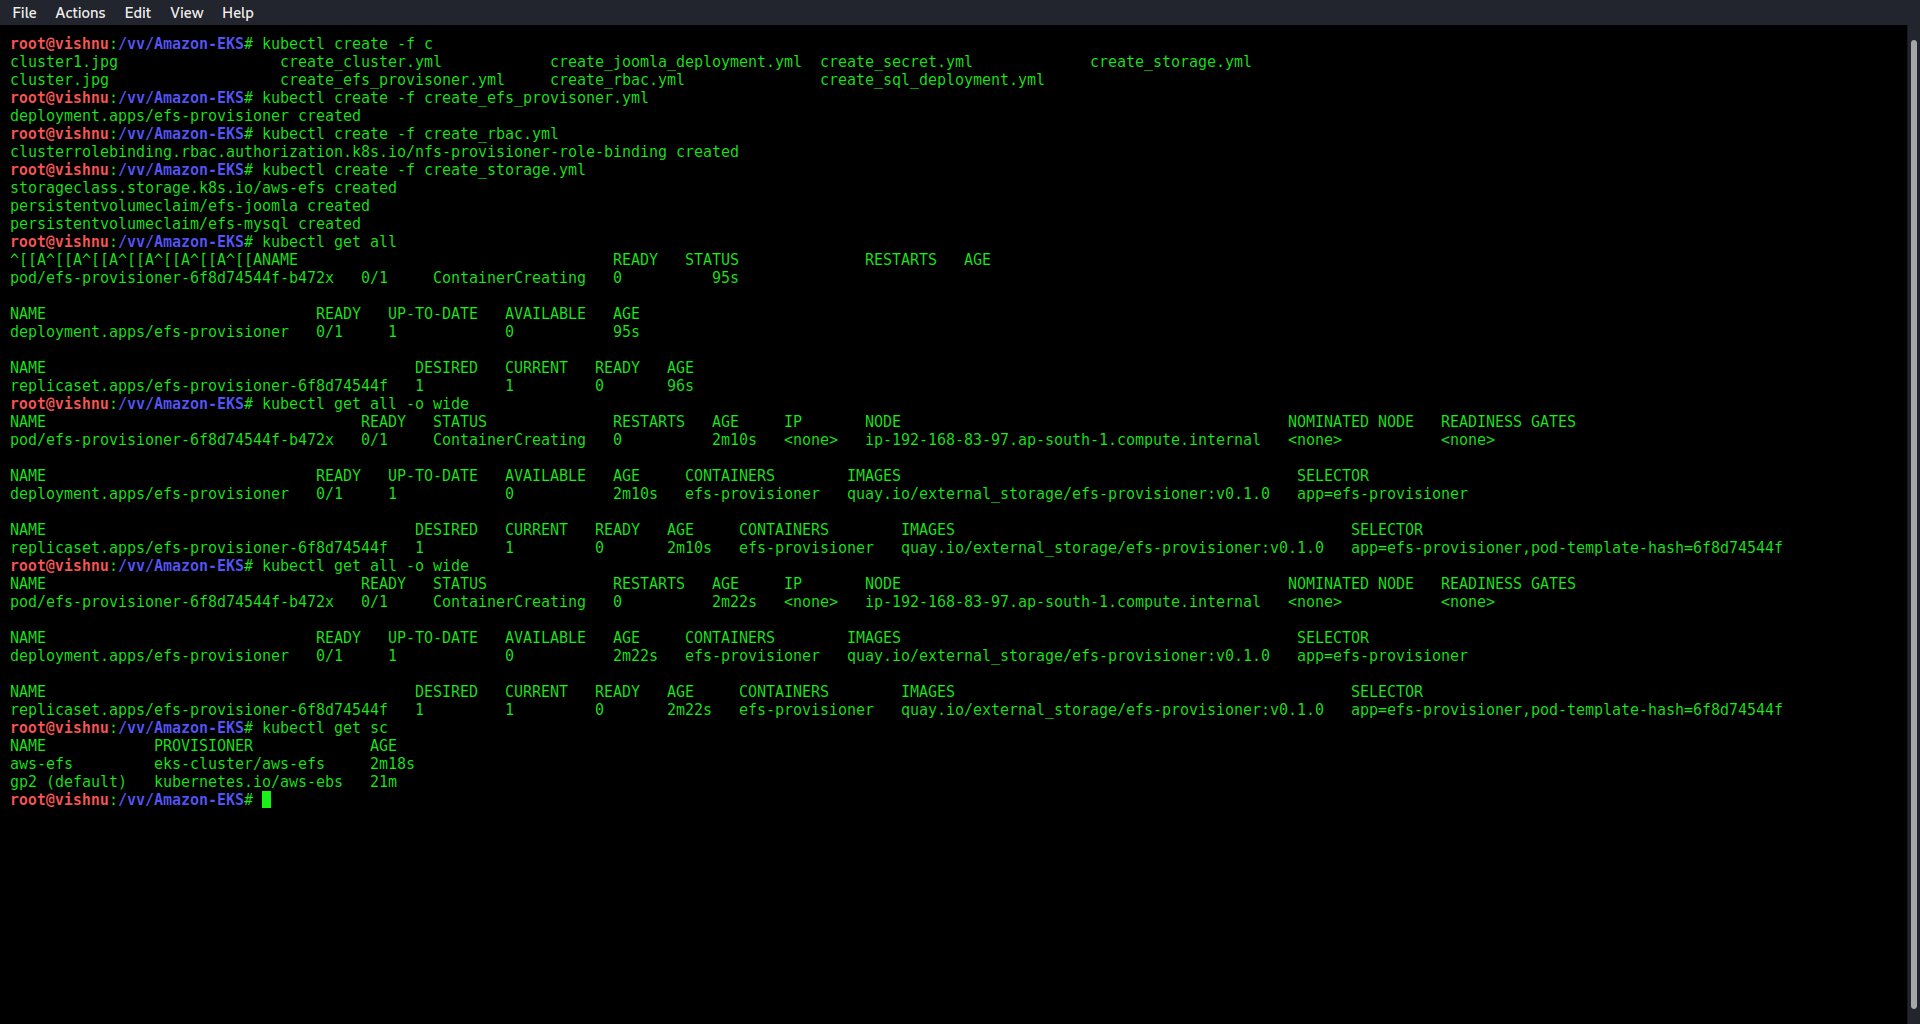 File Actions Edit View Help
root@vishnu:/vv/Amazon-EKS# kubectl create -f c
cluster1.jpg create_cluster.yml create_joomla_deployment.yml create_secret.yml create_storage.yml
cluster.jpg create_efs_provisoner.yml create_rbac.yml create_sql_deployment.yml
root@vishnu:/vv/Amazon-EKS# kubectl create -f create_efs_provisoner.yml
deployment.apps/efs-provisioner created
root@vishnu:/vv/Amazon-EKS# kubectl create -f create_rbac.yml
clusterrolebinding.rbac.authorization.k8s.io/nfs-provisioner-role-binding created
root@vishnu:/vv/Amazon-EKS# kubectl create -f create_storage.yml
storageclass.storage.k8s.io/aws-efs created
persistentvolumeclaim/efs-joomla created
persistentvolumeclaim/efs-mysql created
root@vishnu:/vv/Amazon-EKS# kubectl get all
^[[A^[[A^[[A^[[A^[[A^[[A^[[ANAME READY STATUS RESTARTS AGE
pod/efs-provisioner-6f8d74544f-b472x 0/1 ContainerCreating 0 95s
NAME READY UP-TO-DATE AVAILABLE AGE
deployment.apps/efs-provisioner 0/1 1 0 95s
NAME DESIRED CURRENT READY AGE
replicaset.apps/efs-provisioner-6f8d74544f 1 1 0 96s
root@vishnu:/vv/Amazon-EKS# kubectl get all -o wide
NAME READY STATUS RESTARTS AGE IP NODE NOMINATED NODE READINESS GATES
pod/efs-provisioner-6f8d74544f-b472x 0/1 ContainerCreating 0 2m10s <none> ip-192-168-83-97.ap-south-1.compute.internal <none> <none>
NAME READY UP-TO-DATE AVAILABLE AGE CONTAINERS IMAGES SELECTOR
deployment.apps/efs-provisioner 0/1 1 0 2m10s efs-provisioner quay.io/external_storage/efs-provisioner:v0.1.0 app=efs-provisioner
NAME DESIRED CURRENT READY AGE CONTAINERS IMAGES SELECTOR
replicaset.apps/efs-provisioner-6f8d74544f 1 1 0 2m10s efs-provisioner quay.io/external_storage/efs-provisioner:v0.1.0 app=efs-provisioner,pod-template-hash=6f8d74544f
root@vishnu:/vv/Amazon-EKS# kubectl get all -o wide
NAME READY STATUS RESTARTS AGE IP NODE NOMINATED NODE READINESS GATES
pod/efs-provisioner-6f8d74544f-b472x 0/1 ContainerCreating 0 2m22s <none> ip-192-168-83-97.ap-south-1.compute.internal <none> <none>
NAME READY UP-TO-DATE AVAILABLE AGE CONTAINERS IMAGES SELECTOR
deployment.apps/efs-provisioner 0/1 1 0 2m22s efs-provisioner quay.io/external_storage/efs-provisioner:v0.1.0 app=efs-provisioner
NAME DESIRED CURRENT READY AGE CONTAINERS IMAGES SELECTOR
replicaset.apps/efs-provisioner-6f8d74544f 1 1 0 2m22s efs-provisioner quay.io/external_storage/efs-provisioner:v0.1.0 app=efs-provisioner,pod-template-hash=6f8d74544f
root@vishnu:/vv/Amazon-EKS# kubectl get sc
NAME PROVISIONER AGE
aws-efs eks-cluster/aws-efs 2m18s
gp2 (default) kubernetes.io/aws-ebs 21m
root@vishnu:/vv/Amazon-EKS#